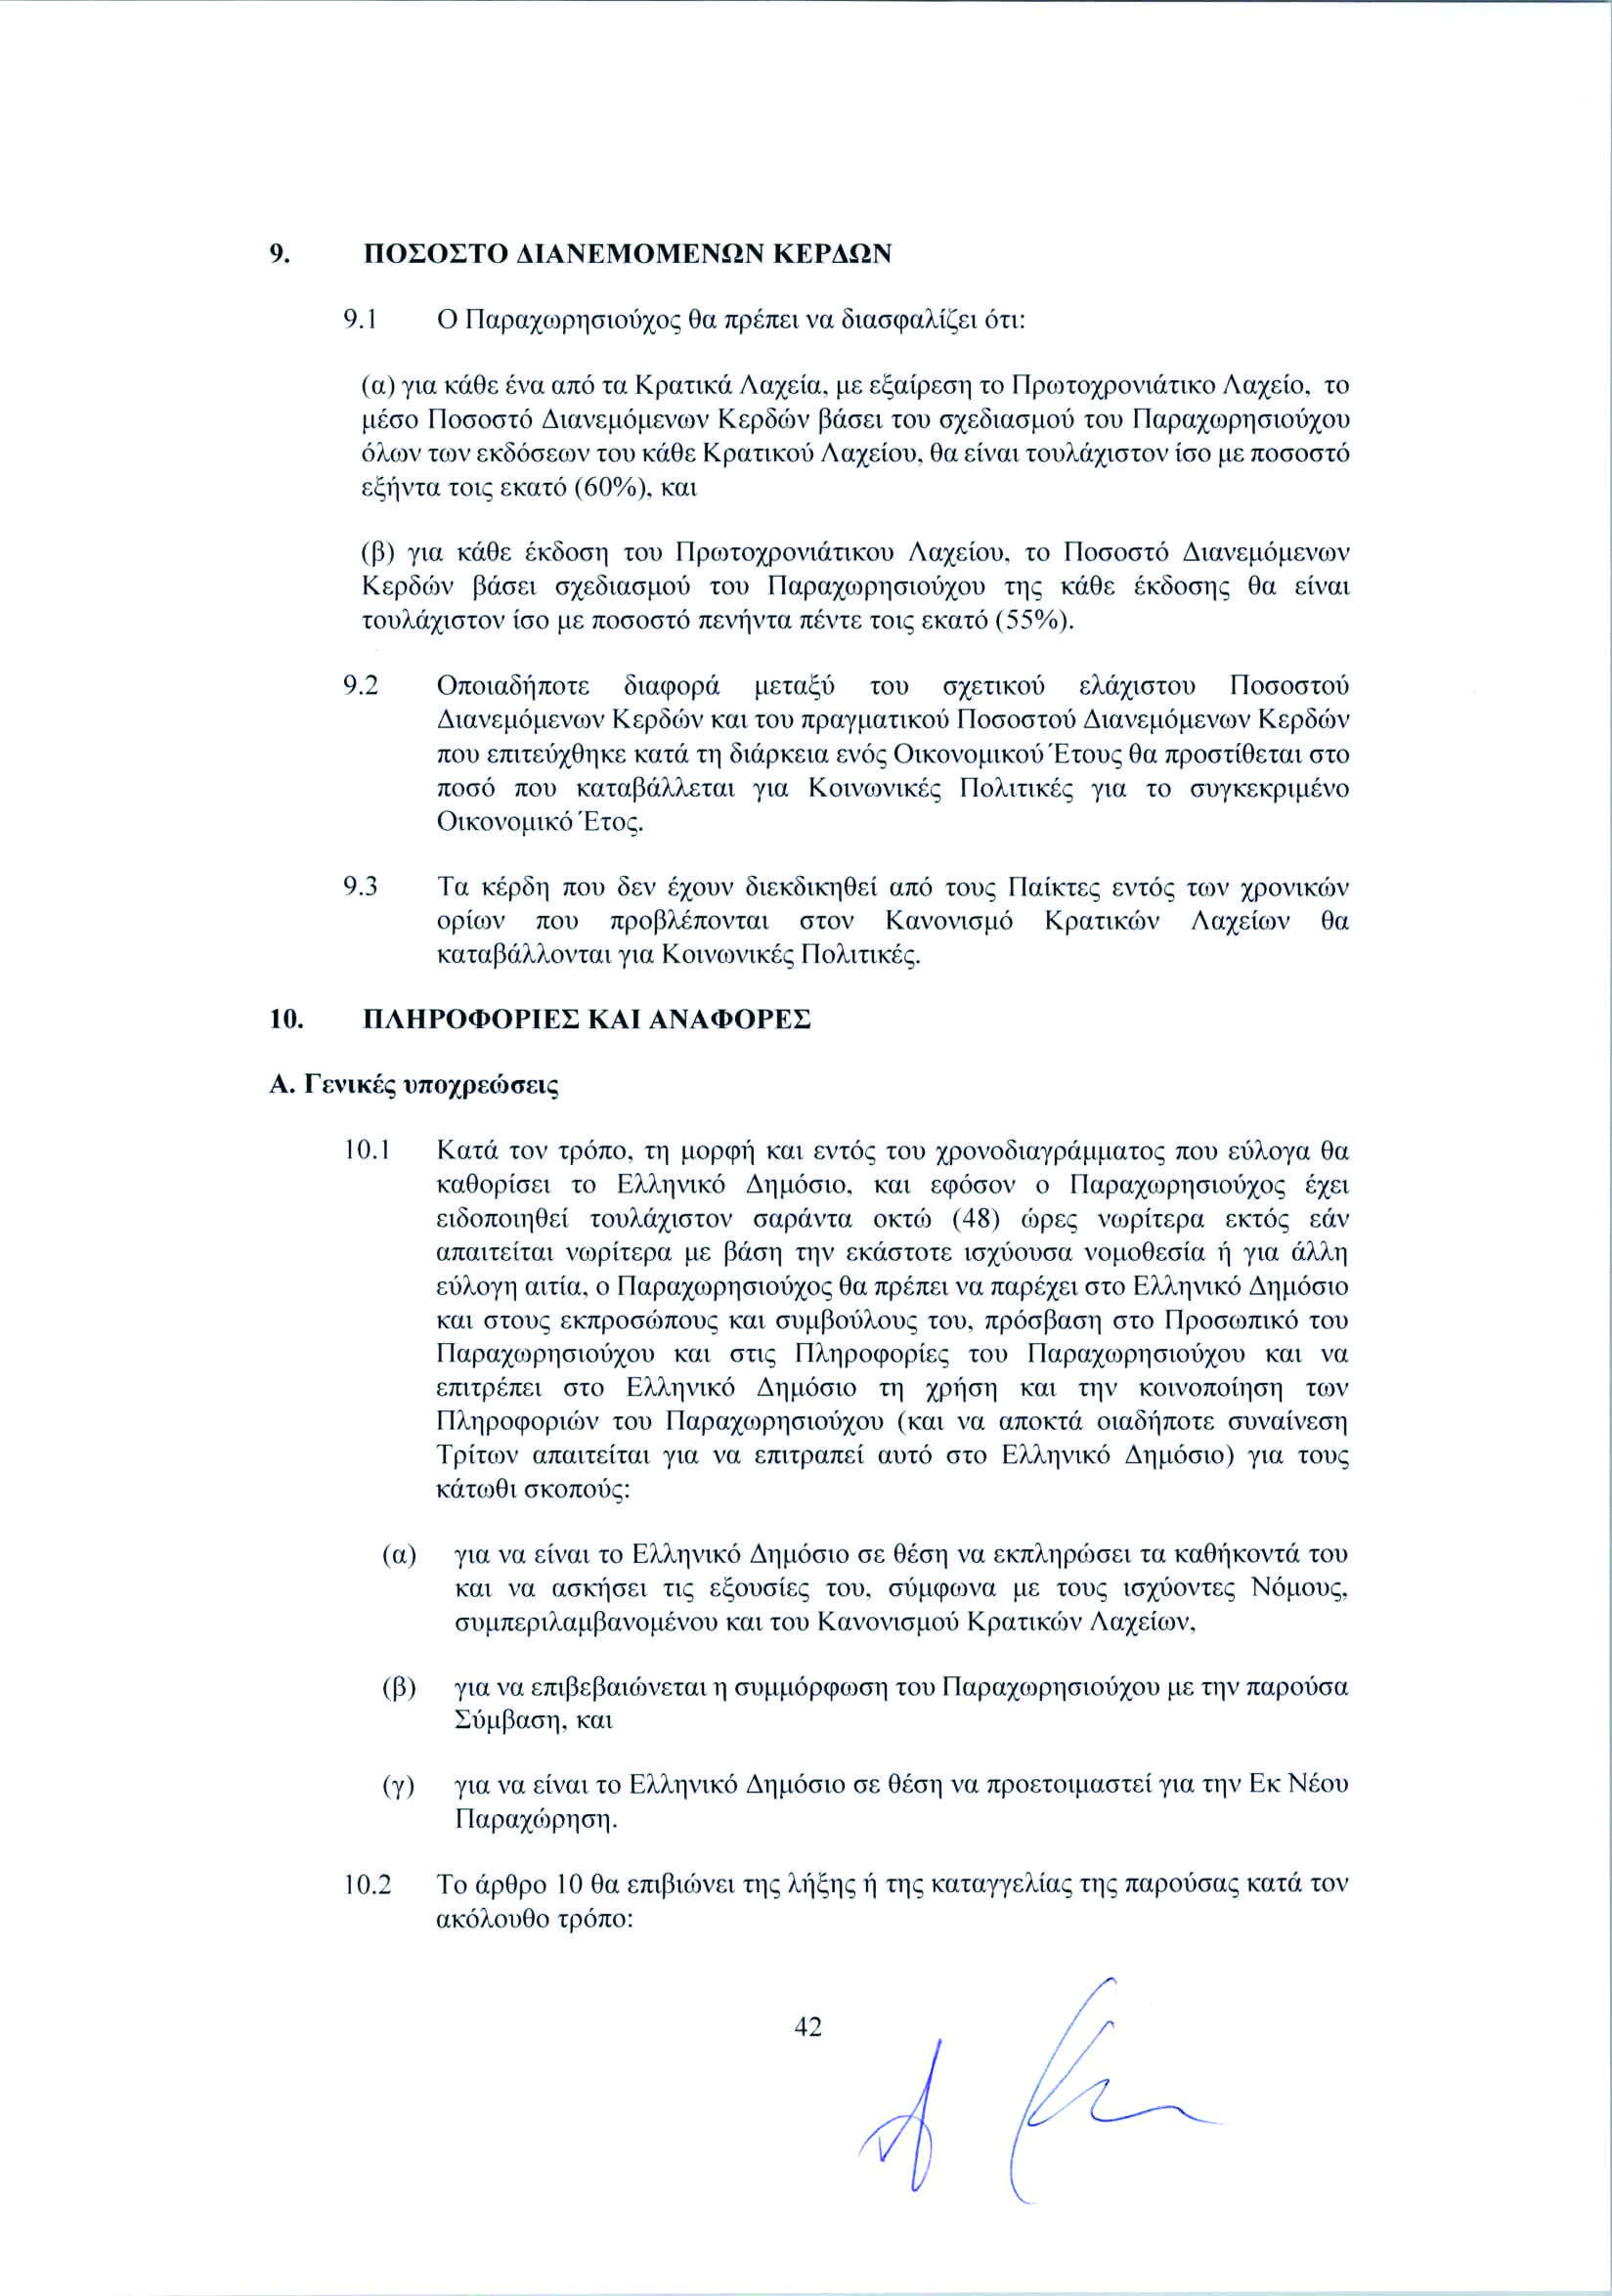 9. ΠΟΣΟΣΤΟ ΔΙΑΝΕΜΟΜΕΝΩΝ ΚΕΡΔΩΝ
9.1 Ο Παραχωρησιούχος θα πρέπει να διασφαλίζει ότι:
(α) για κάθε ένα από τα Κρατικά Λαχεία, με εξαίρεση το Πρωτοχρονιάτικο Λαχείο, το
μέσο Ποσοστό Διανεμόμενων Κερδών βάσει του σχεδιασμού του Παραχωρησιούχου
όλων των εκδόσεων του κάθε Κρατικού Λαχείου, θα είναι τουλάχιστον ίσο με ποσοστό
εξήντα τοις εκατό (60%), και
(β) για κάθε έκδοση του Πρωτοχρονιάτικου Λαχείου, το Ποσοστό Διανεμόμενων
Κερδών βάσει σχεδιασμού του Παραχωρησιούχου της κάθε έκδοσης θα είναι
τουλάχιστον ίσο με ποσοστό πενήντα πέντε τοις εκατό (55%).
9.2 Οποιαδήποτε διαφορά μεταξύ του σχετικού ελάχιστου Ποσοστού
Διανεμόμενων Κερδών και του πραγματικού Ποσοστού Διανεμόμενων Κερδών
που επιτεύχθηκε κατά τη διάρκεια ενός Οικονομικού Έτους θα προστίθεται στο
ποσό που καταβάλλεται για Κοινωνικές Πολιτικές για το συγκεκριμένο
Οικονομικό Έτος.
9.3 Τα κέρδη που δεν έχουν διεκδικηθεί από τους Παίκτες εντός των χρονικών
ορίων που προβλέπονται στον Κανονισμό Κρατικών Λαχείων θα
καταβάλλονται για Κοινωνικές Πολιτικές.
10. ΠΛΗΡΟΦΟΡΙΕΣ ΚΑΙ ΑΝΑΦΟΡΕΣ
Α. Γενικές υποχρεώσεις
10.1 Κατά τον τρόπο, τη μορφή και εντός του χρονοδιαγράμματος που εύλογα θα
καθορίσει το Ελληνικό Δημόσιο, και εφόσον ο Παραχωρησιούχος έχει
ειδοποιηθεί τουλάχιστον σαράντα οκτώ (48) ώρες νωρίτερα εκτός εάν
απαιτείται νωρίτερα με βάση την εκάστοτε ισχύουσα νομοθεσία ή για άλλη
εύλογη αιτία, ο Παραχωρησιούχος θα πρέπει να παρέχει στο Ελληνικό Δημόσιο
και στους εκπροσώπους και συμβούλους του, πρόσβαση στο Προσωπικό του
Παραχωρησιούχου και στις Πληροφορίες του Παραχωρησιούχου και να
επιτρέπει στο Ελληνικό Δημόσιο τη χρήση και την κοινοποίηση των
Πληροφοριών του Παραχωρησιούχου (και να αποκτά οιαδήποτε συναίνεση
Τρίτων απαιτείται για να επιτραπεί αυτό στο Ελληνικό Δημόσιο) για τους
κάτωθι σκοπούς:
(α) για να είναι το Ελληνικό Δημόσιο σε θέση να εκπληρώσει τα καθήκοντά του
και να ασκήσει τις εξουσίες του, σύμφωνα με τους ισχύοντες Νόμους,
συμπεριλαμβανομένου και του Κανονισμού Κρατικών Λαχείων,
(β) για να επιβεβαιώνεται η συμμόρφωση του Παραχωρησιούχου με την παρούσα
Σύμβαση, και
(γ) για να είναι το Ελληνικό Δημόσιο σε θέση να προετοιμαστεί για την Εκ Νέου
Παραχώρηση.
10.2 Το άρθρο 10 θα επιβιώνει της λήξης ή της καταγγελίας της παρούσας κατά τον
ακόλουθο τρόπο:
42